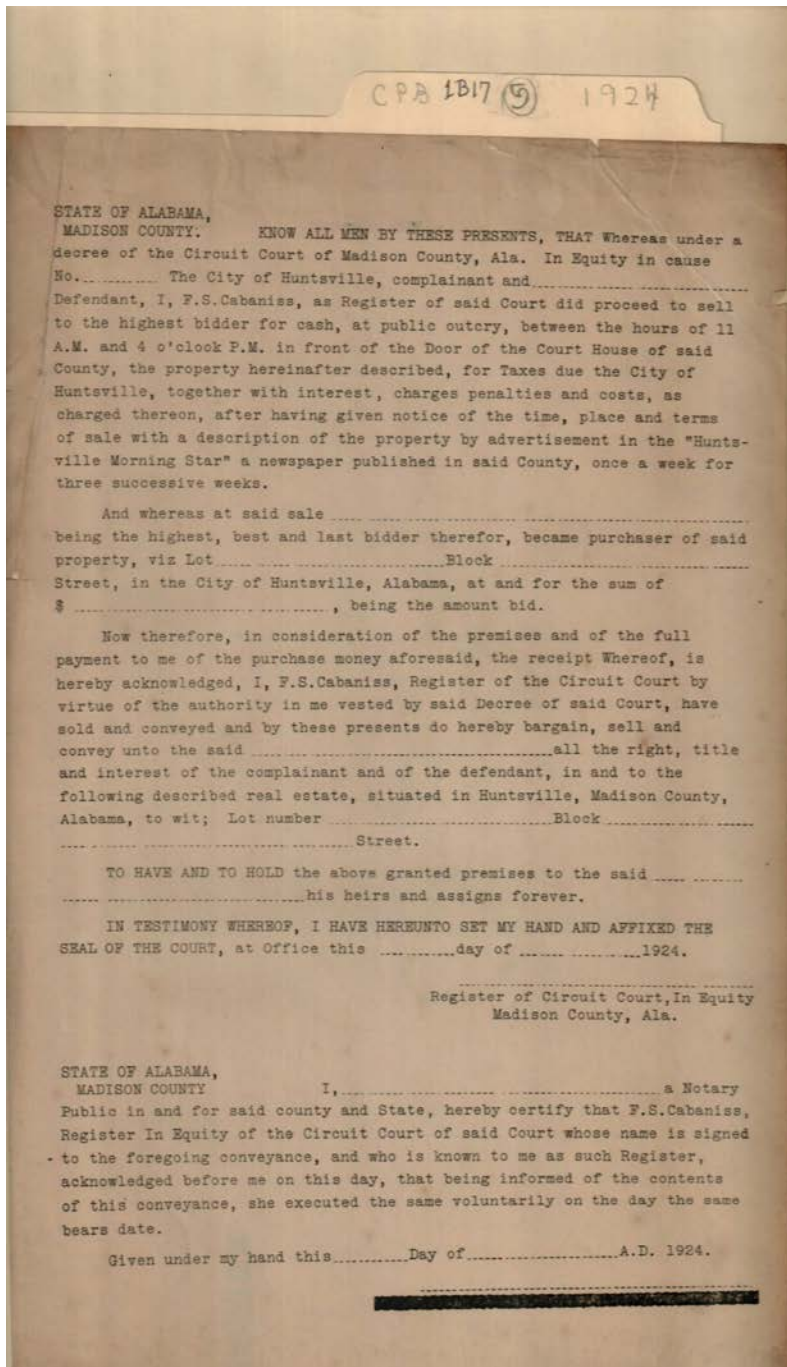 CPB 1B17 (5) 1924
STATE OF ALABAMA,
MADISON COUNTY. KNOW ALL MEN BY THESE PRESENTS, THAT Whereas under a
decree of the Circuit Court of Madison County, Ala. In Equity in cause
No............ The City of Huntsville, complainant and...............................
Defendant, I, F.S.Cabaniss, as Register of said Court did proceed to sell
to the highest bidder for cash, at public outcry, between the hours of 11
A.M. and 4 o'clock P.M. in front of the Door of the Court House of said
County, the property hereinafter described, for Taxes due the City of
Huntsville, together with interest, charges penalties and costs, as
charged thereon, after having given notice of the time, place and terms
of sale with a description of the property by advertisement in the "Hunts-
ville Morning Star" a newspaper published in said County, once a week for
three successive weeks.
And whereas at said sale ............................................................
being the highest, best and last bidder therefor, became purchaser of said
property, viz Lot.................................Block ....................................
Street, in the City of Huntsville, Alabama, at and for the sum of
$ ....................................., being the amount bid.
Now therefore, in consideration of the premises and of the full
payment to me of the purchase money aforesaid, the receipt Whereof, is
hereby acknowledged, I, F.S.Cabaniss, Register of the Circuit Court by
virtue of the authority in me vested by said Decree of said Court, have
sold and conveyed and by these presents do hereby bargain, sell and
convey unto the said ............................................all the right, title
and interest of the complainant and of the defendant, in and to the
following described real estate, situated in Huntsville, Madison County,
Alabama, to wit; Lot number .................................Block.....................
..........................................Street.
TO HAVE AND TO HOLD the above granted premises to the said .............
...................................his heirs and assigns forever.
IN TESTIMONY WHEREOF, I HAVE HEREUNTO SET MY HAND AND AFFIXED THE
SEAL OF THE COURT, at Office this ...........day of ..................1924.
Register of Circuit Court,In Equity
Madison County, Ala.
STATE OF ALABAMA,
MADISON COUNTY I,...............................................a Notary
Public in and for said county and State, hereby certify that F.S.Cabaniss,
Register In Equity of the Circuit Court of said Court whose name is signed
to the foregoing conveyance, and who is known to me as such Register,
acknowledged before me on this day, that being informed of the contents
of this conveyance, she executed the same voluntarily on the day the same
bears date.
Given under my hand this...........Day of......................A.D. 1924.